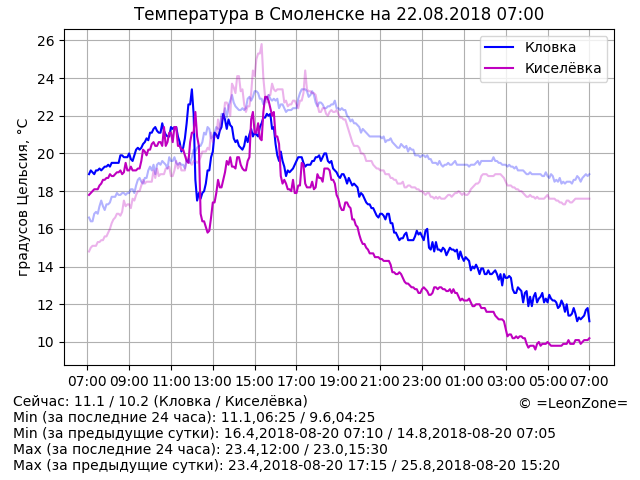 Температура в Смоленске на 22.08.2018 07:00
26
24
22
20
18
16
14
12
10
градусов Цельсия, °C
Кловка
Киселёвка
07:00 09:00 11:00 13:00 15:00 17:00 19:00 21:00 23:00 01:00 03:00 05:00 07:00
Сейчас: 11.1 / 10.2 (Кловка / Киселёвка)
© =LeonZone=
Min (за последние 24 часа): 11.1,06:25 / 9.6,04:25
Min (за предыдущие сутки): 16.4,2018-08-20 07:10 / 14.8,2018-08-20 07:05
Max (за последние 24 часа): 23.4,12:00 / 23.0,15:30
Max (за предыдущие сутки): 23.4,2018-08-20 17:15 / 25.8,2018-08-20 15:20